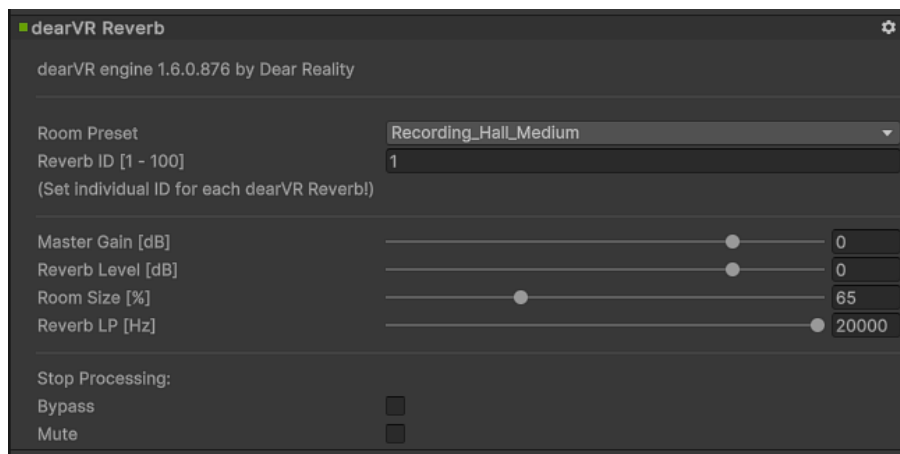 dearVR Reverb
dearVR engine 1.6.0.876 by Dear Reality
Room Preset Recording_Hall_Medium
Reverb ID [1 - 100] 1
(Set individual ID for each dearVR Reverb!)
Master Gain [dB] 0
Reverb Level [dB] 0
Room Size [%] 65
Reverb LP [Hz] 20000
Stop Processing:
Bypass
Mute